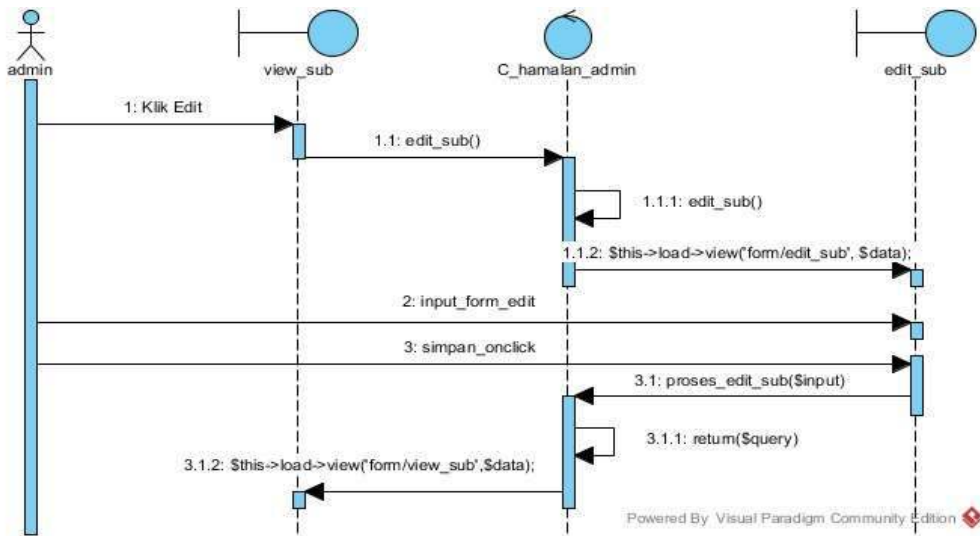 admin
view_sub
C_hamalan_admin
edit_sub
1: Klik Edit
1.1: edit_sub()
1.1.1: edit_sub()
1.1.2: $this->load->view('form/edit_sub', $data);
2: input_form_edit
3: simpan_onclick
3.1: proses_edit_sub($input)
3.1.1: return($query)
3.1.2: $this->load->view('form/view_sub',$data);
Powered By Visual Paradigm Community Edition